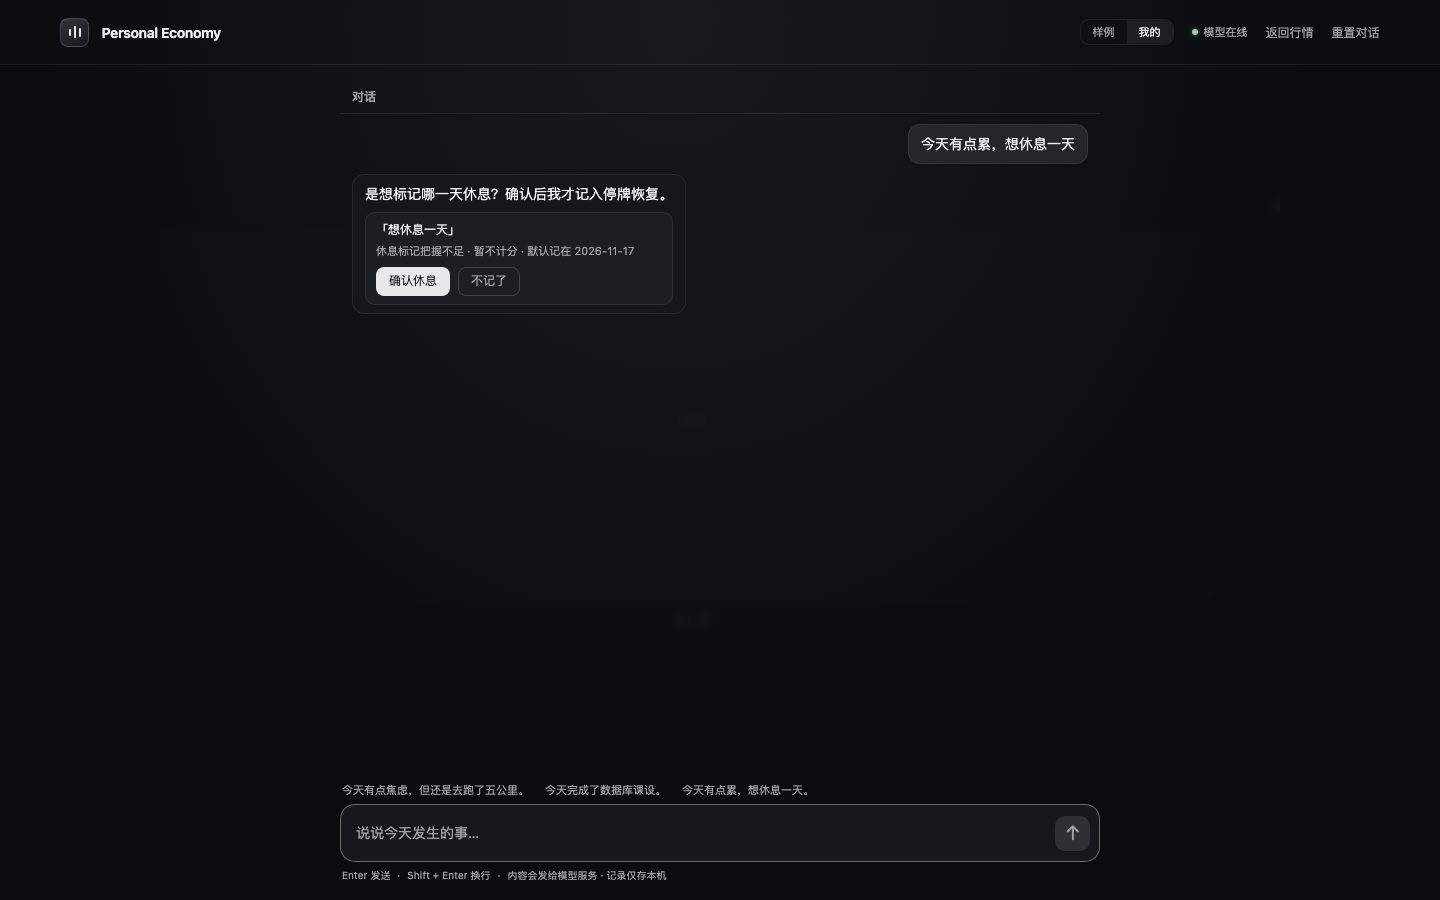 Personal Economy
样例 我的 模型在线 返回行情 重置对话
对话
今天有点累，想休息一天
是想标记哪一天休息？确认后我才记入停牌恢复。
「想休息一天」
休息标记把握不足 · 暂不计分 · 默认记在 2026-11-17
确认休息 不记了
今天有点焦虑，但还是去跑了五公里。 今天完成了数据库课设。 今天有点累，想休息一天。
说说今天发生的事...
Enter 发送 · Shift + Enter 换行 · 内容会发给模型服务 · 记录仅存本机